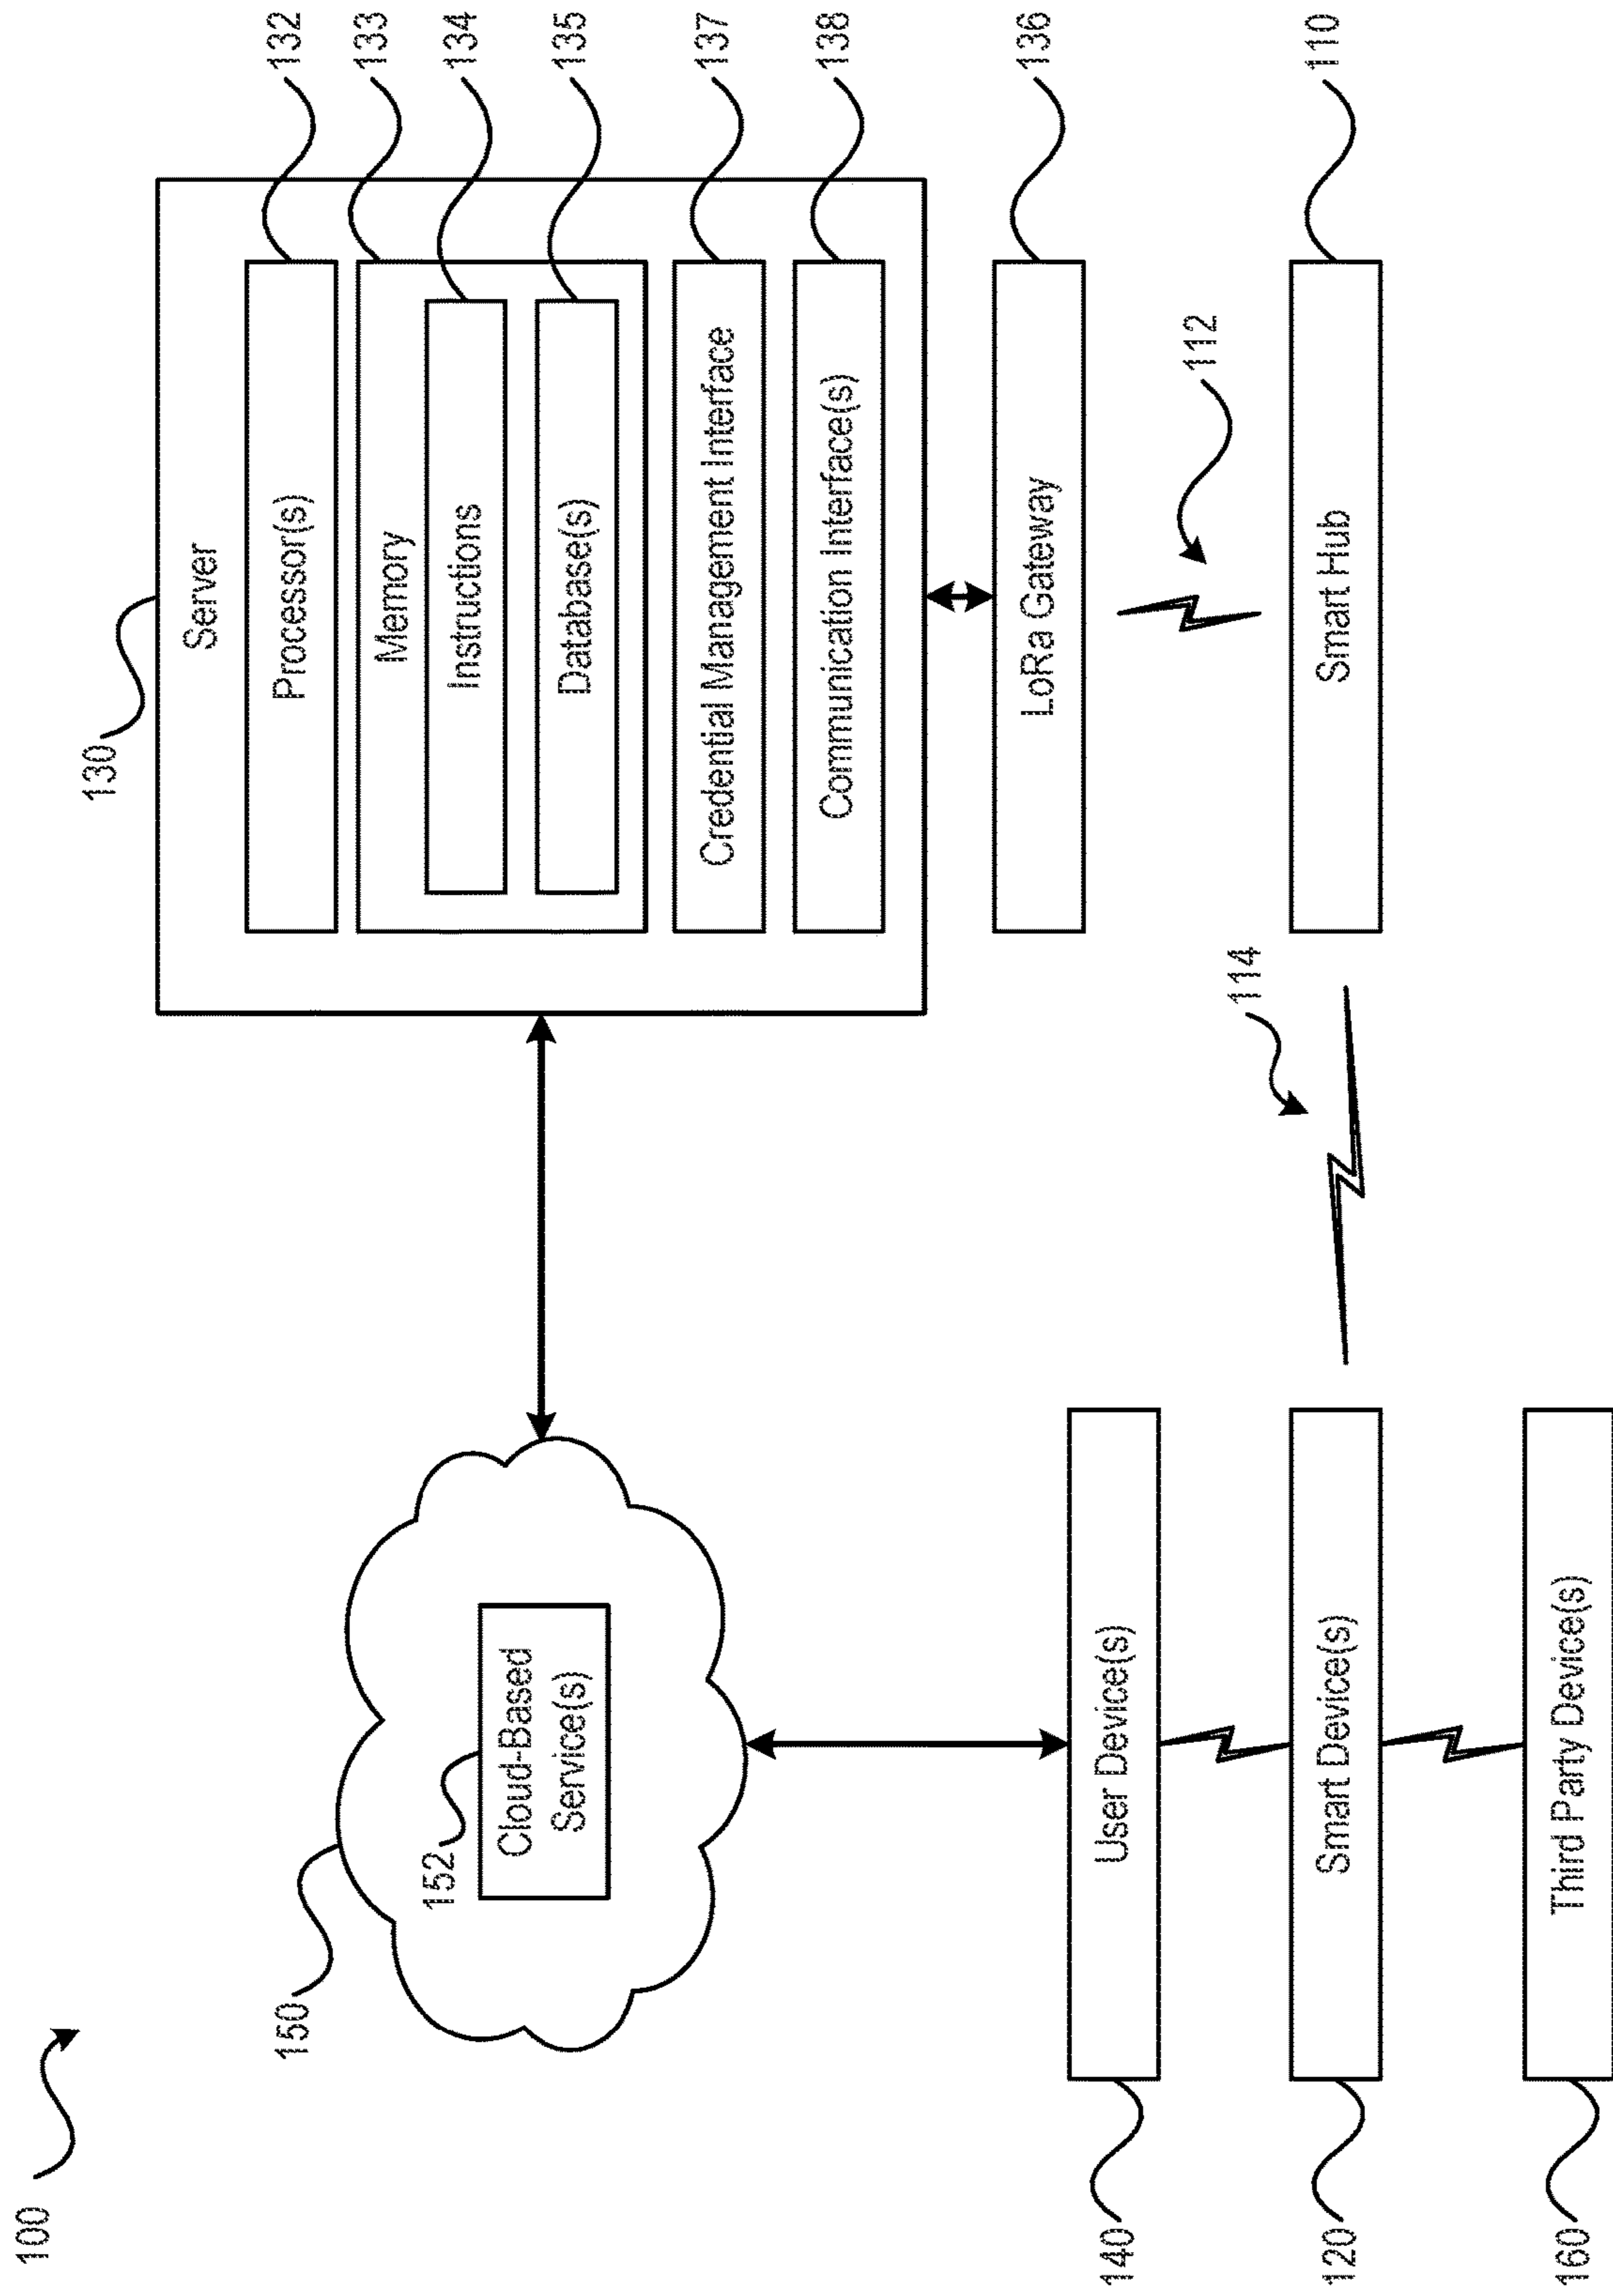 100
130
Server
Processor(s)
132
Memory
133
Instructions
134
Database(s)
135
Credential Management Interface
137
Communication Interface(s)
138
150
152
Cloud-Based
Service(s)
LoRa Gateway
136
112
140
User Device(s)
114
120
Smart Device(s)
Smart Hub
110
160
Third Party Device(s)